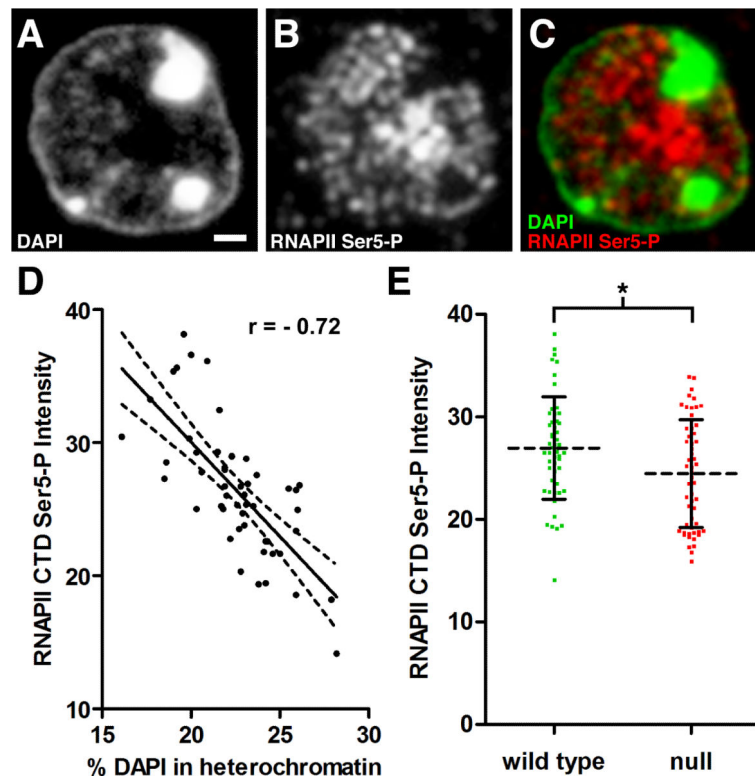 A
B
C
DAPI
RNAPII Ser5-P
DAPI
RNAPII Ser5-P
D
r = - 0.72
RNAPII CTD Ser5-P Intensity
40
30
20
10
15
20
25
30
% DAPI in heterochromatin
E
*
RNAPII CTD Ser5-P Intensity
40
30
20
10
0
wild type
null